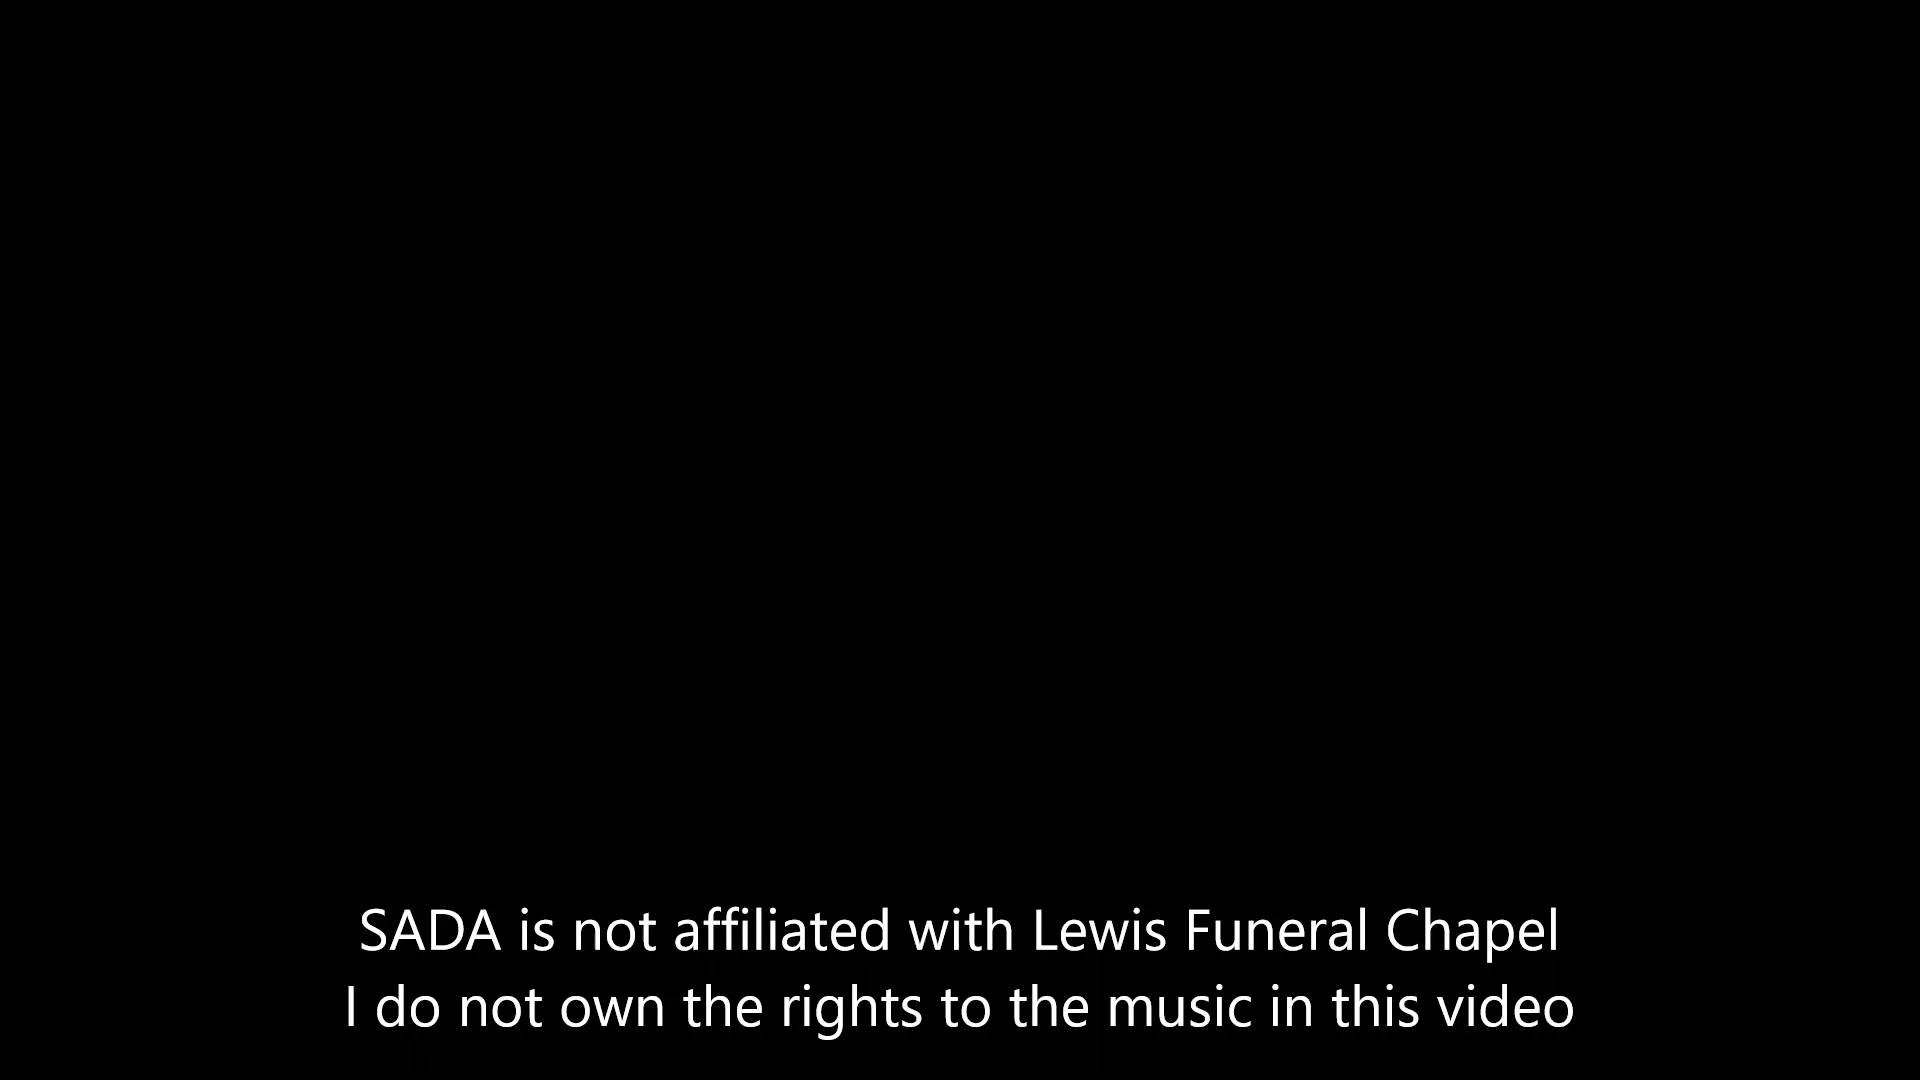 SADA is not affiliated with Lewis Funeral Chapel
I do not own the rights to the music in this video